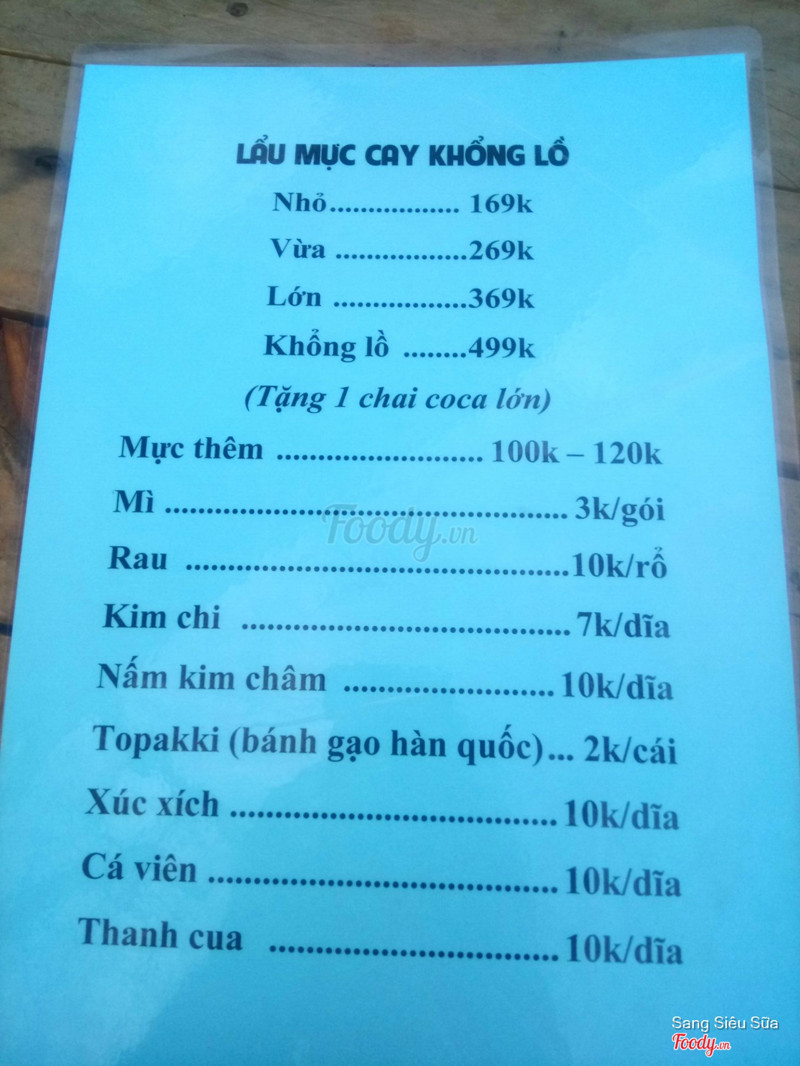 LẨU MỰC CAY KHỔNG LỒ
Nhỏ.................. 169k
Vừa ..................269k
Lớn ..................369k
Khổng lồ ........499k
(Tặng 1 chai coca lớn)
Mực thêm ........................ 100k – 120k
Mì ................................................ 3k/gói
Foody.vn
Rau ..............................................10k/rổ
Kim chi ...................................... 7k/dĩa
Nấm kim châm ........................10k/dĩa
Topakki (bánh gạo hàn quốc)... 2k/cái
Xúc xích ..................................... 10k/dĩa
Cá viên ....................................... 10k/dĩa
Thanh cua ................................ 10k/dĩa
Sang Siêu Sữa
Foody.vn